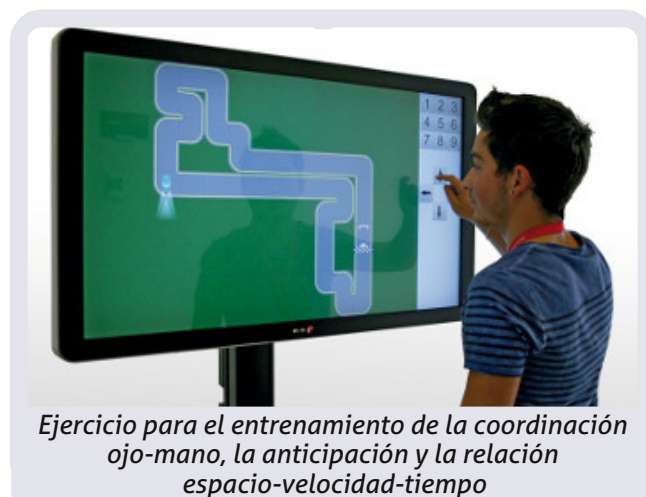 1 2 3
4 5 6
7 8 9
Ejercicio para el entrenamiento de la coordinación
ojo-mano, la anticipación y la relación
espacio-velocidad-tiempo